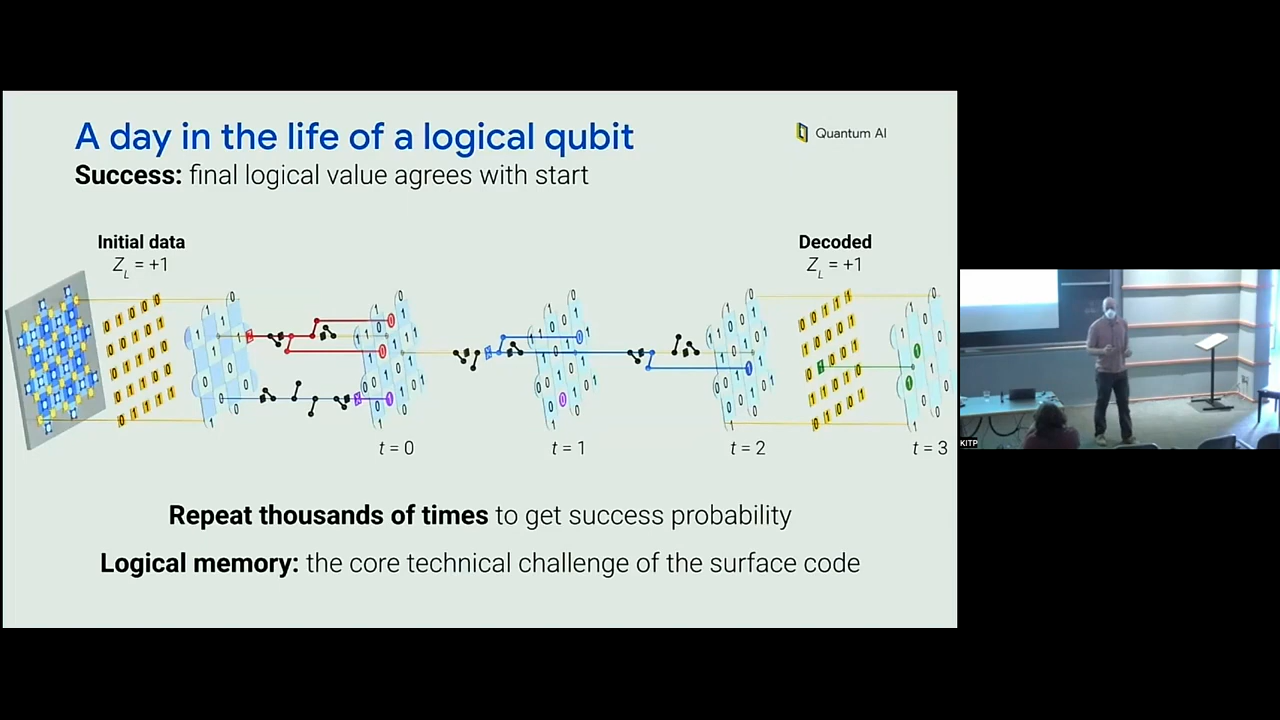 A day in the life of a logical qubit
Quantum AI
Success: final logical value agrees with start
Initial data
Z_L = +1
Decoded
Z_L = +1
t = 0
t = 1
t = 2
t = 3
Repeat thousands of times to get success probability
Logical memory: the core technical challenge of the surface code
KITP